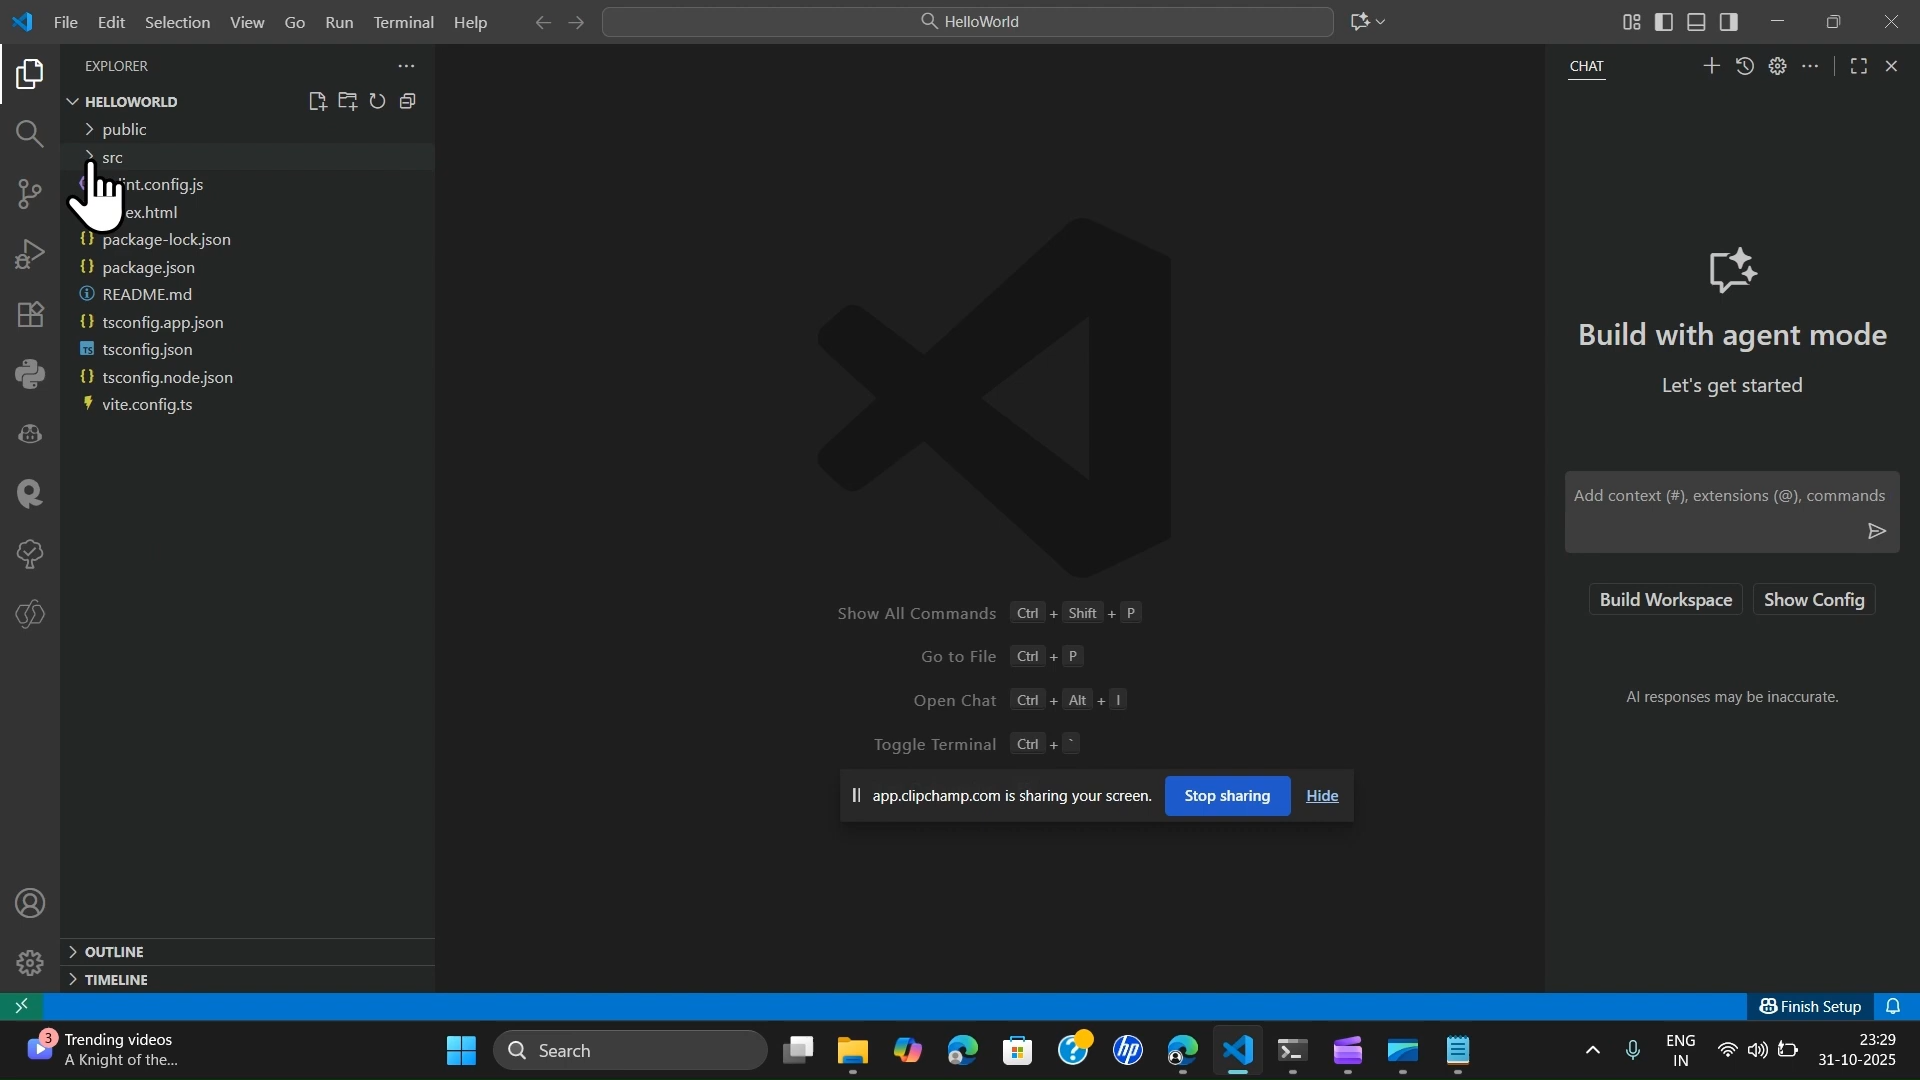 File Edit Selection View Go Run Terminal Help
HelloWorld
EXPLORER
HELLOWORLD
public
src
int.config.js
ex.html
package-lock.json
package.json
README.md
tsconfig.app.json
tsconfig.json
tsconfig.node.json
vite.config.ts
OUTLINE
TIMELINE
Show All Commands Ctrl + Shift + P
Go to File Ctrl + P
Open Chat Ctrl + Alt + I
Toggle Terminal Ctrl + `
app.clipchamp.com is sharing your screen. Stop sharing Hide
CHAT
Build with agent mode
Let's get started
Add context (#), extensions (@), commands
Build Workspace Show Config
AI responses may be inaccurate.
Finish Setup
3 Trending videos
A Knight of the...
Search
ENG
IN
23:29
31-10-2025